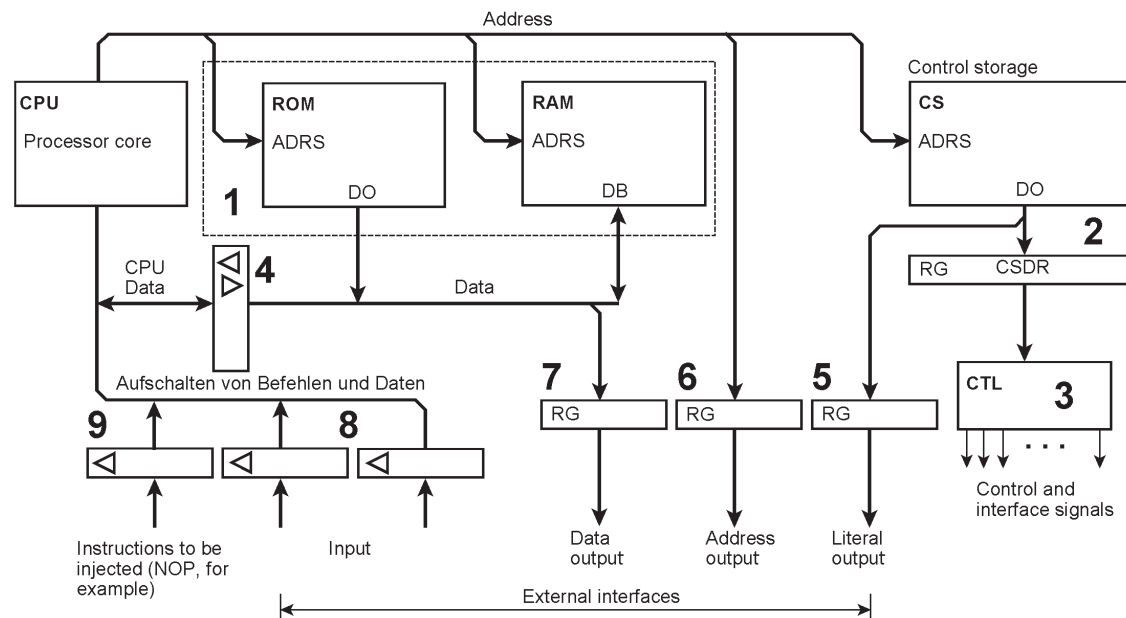 Address
Control storage
CPU
Processor core
ROM
ADRS
DO
RAM
ADRS
DB
CS
ADRS
DO
1
2
RG
CSDR
CPU
Data
4
Data
Aufschalten von Befehlen und Daten
7
6
5
RG
RG
RG
CTL
3
9
8
. . .
Control and
interface signals
Instructions to be
injected (NOP, for
example)
Input
Data
output
Address
output
Literal
output
External interfaces